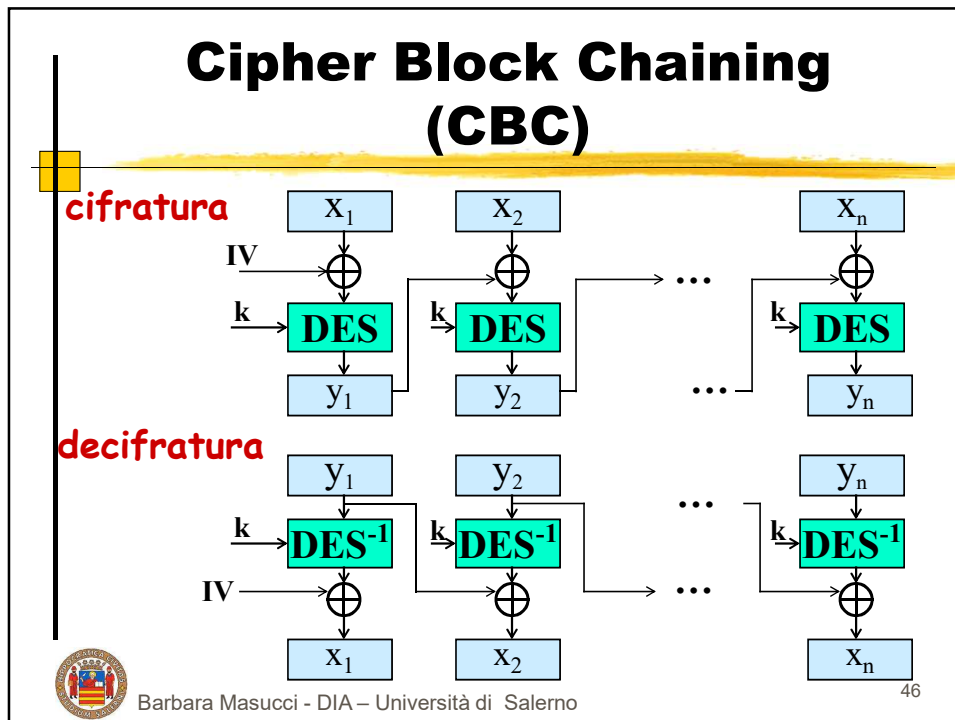 Cipher Block Chaining
(CBC)
cifratura
x₁ x₂ xₙ
IV
...
k k k
DES DES DES
y₁ y₂ ... yₙ
decifratura
y₁ y₂ yₙ
...
k k k
DES⁻¹ DES⁻¹ DES⁻¹
IV ...
x₁ x₂ xₙ
Barbara Masucci - DIA – Università di Salerno
46